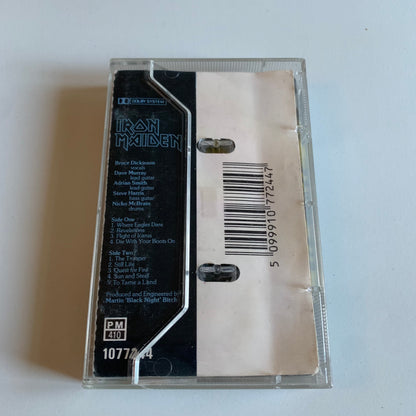 DOLBY SYSTEM
IRON
MAIDEN
Bruce Dickinson
vocals
Dave Murray
lead guitar
Adrian Smith
lead guitar
Steve Harris
bass guitar
Nicko McBrain
drums
Side One
1. Where Eagles Dare
2. Revelations
3. Flight of Icarus
4. Die With Your Boots On
Side Two
1. The Trooper
2. Still Life
3. Quest for Fire
4. Sun and Steel
5. To Tame a Land
Produced and Engineered by
Martin 'Black Night' Birch
PM
410
1077244
5 099910 772447